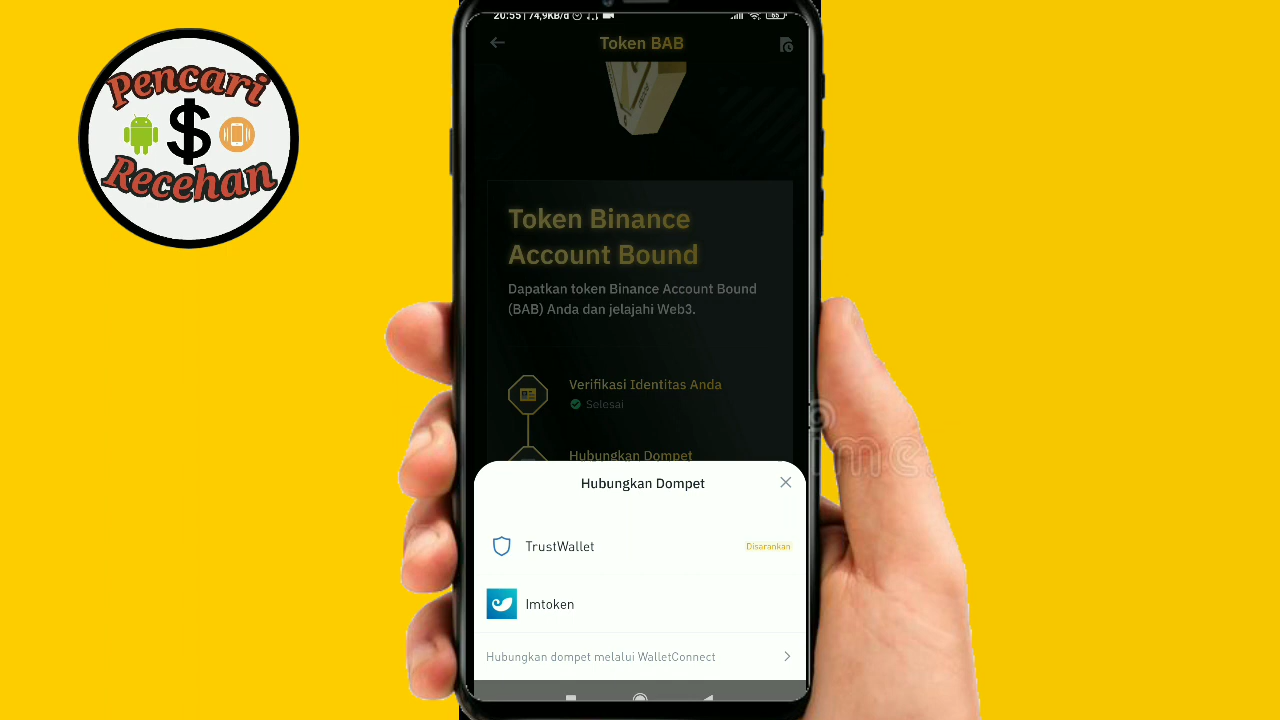 Pencari
$
Recehan
20:55 | 74,9KB/d
65
Token BAB
Token Binance
Account Bound
Dapatkan token Binance Account Bound
(BAB) Anda dan jelajahi Web3.
Verifikasi Identitas Anda
Selesai
Hubungkan Dompet
Hubungkan Dompet
TrustWallet
Disarankan
Imtoken
Hubungkan dompet melalui WalletConnect